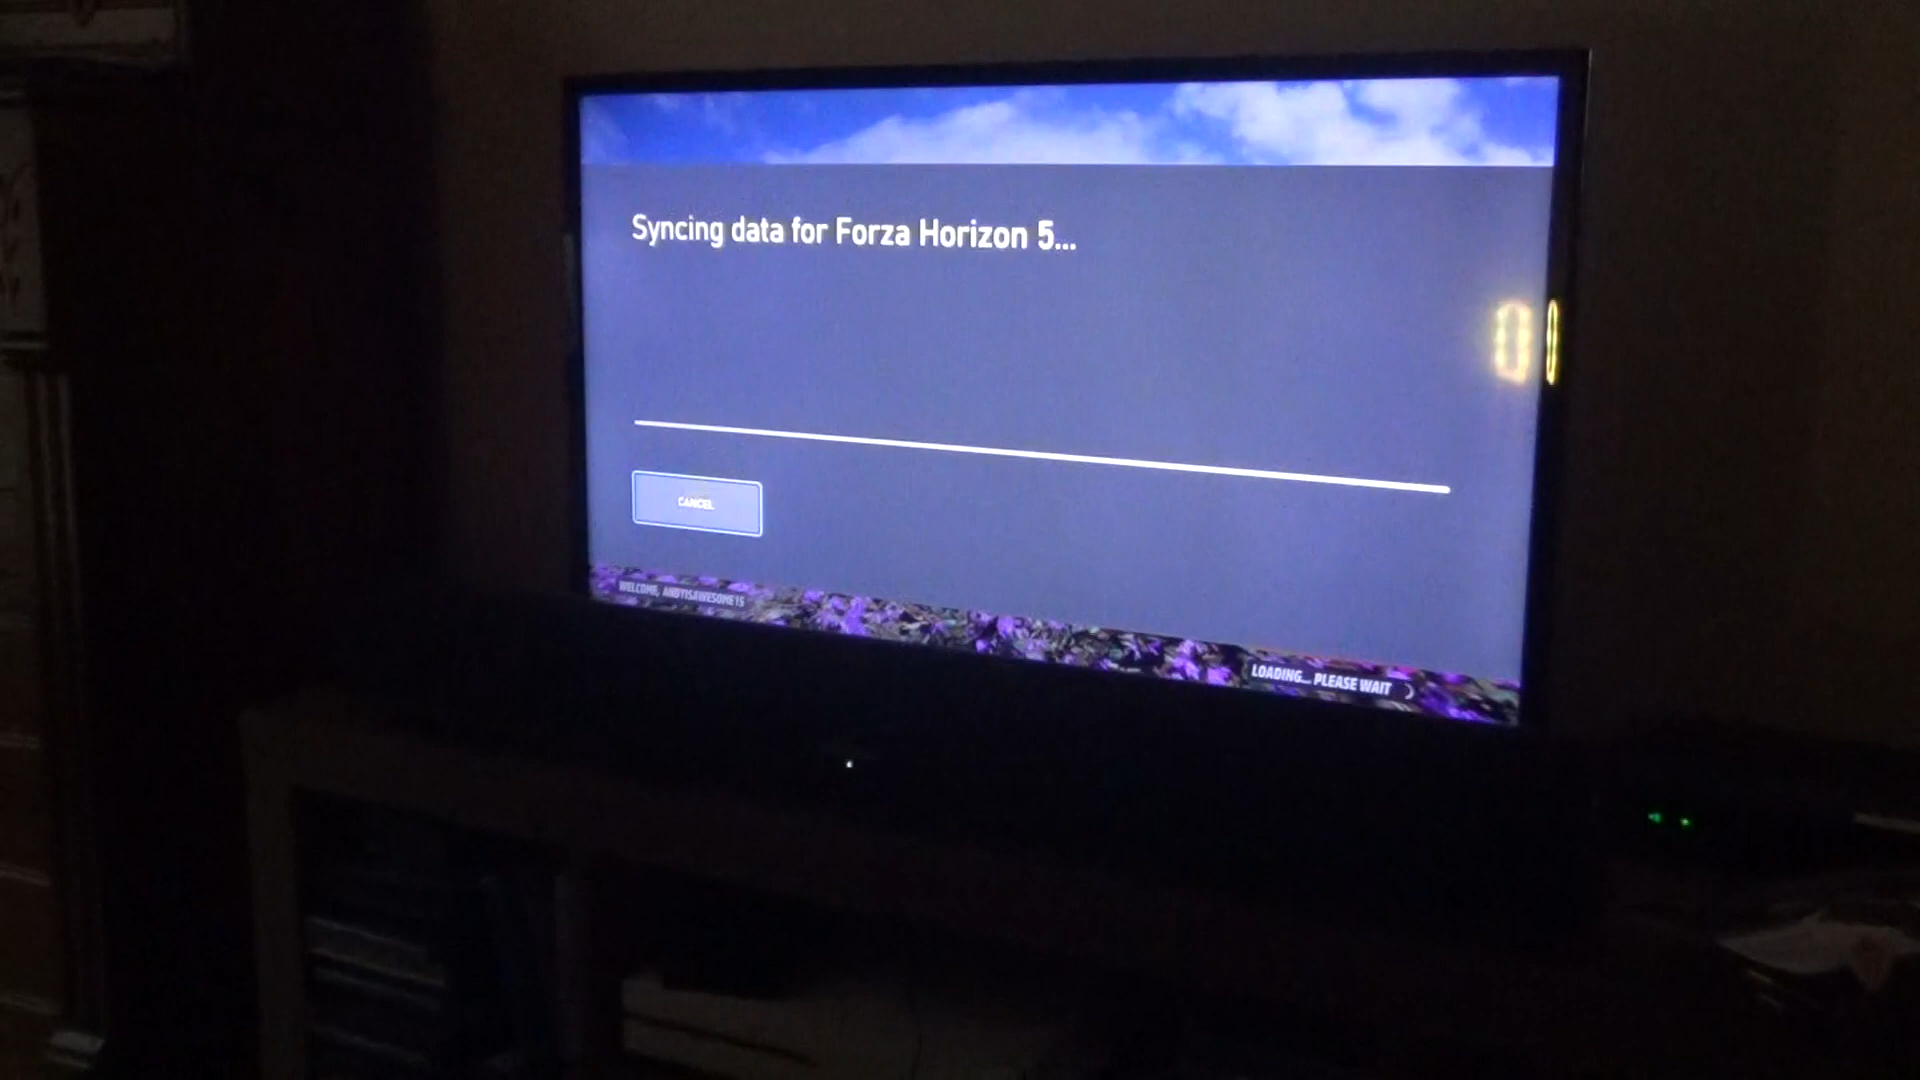 Syncing data for Forza Horizon 5...
CANCEL
WELCOME, ANDYISAWESOME15
LOADING... PLEASE WAIT